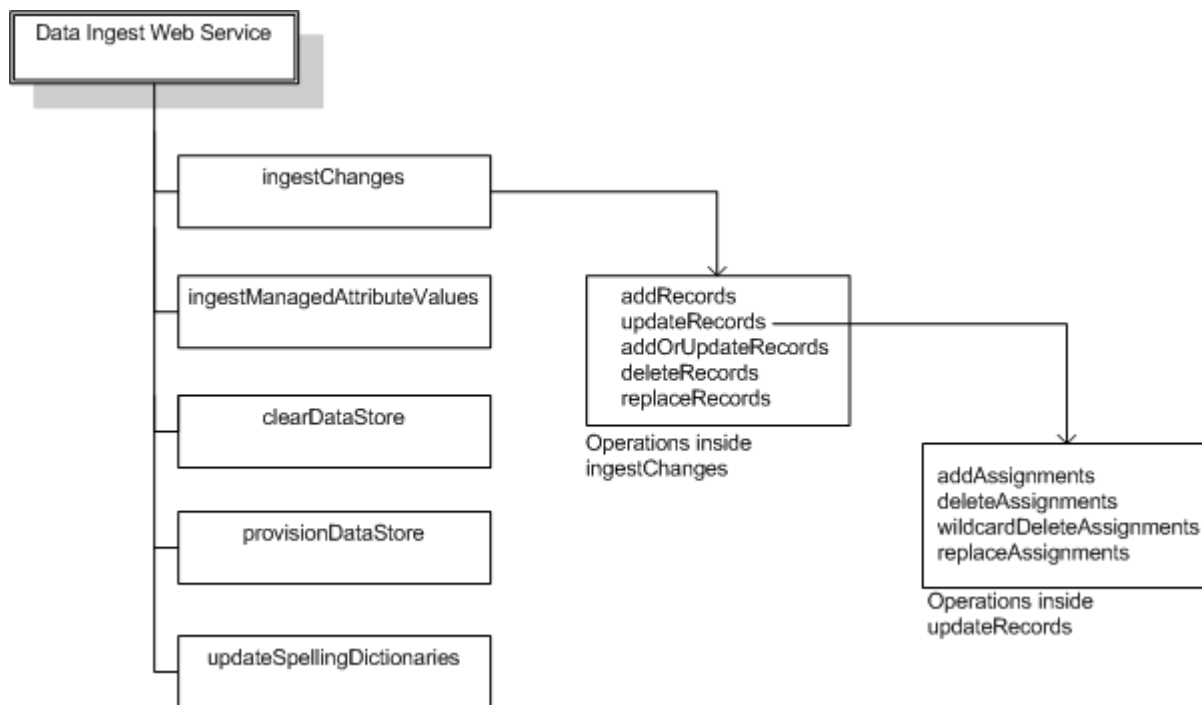 Data Ingest Web Service
ingestChanges
ingestManagedAttributeValues
clearDataStore
provisionDataStore
updateSpellingDictionaries
addRecords
updateRecords
addOrUpdateRecords
deleteRecords
replaceRecords
Operations inside
ingestChanges
addAssignments
deleteAssignments
wildcardDeleteAssignments
replaceAssignments
Operations inside
updateRecords